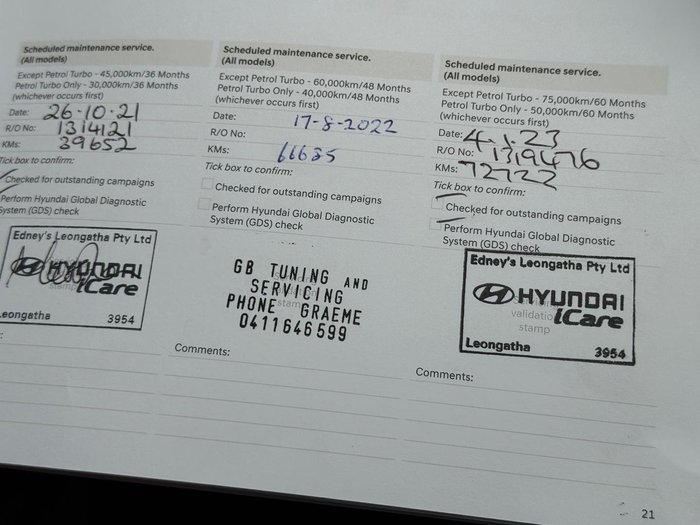 Scheduled maintenance service.
(All models)
Except Petrol Turbo - 45,000km/36 Months
Petrol Turbo Only - 30,000km/36 Months
(whichever occurs first)
Date: 26-10-21
R/O No: 1314121
KMs: 39652
Tick box to confirm:
Checked for outstanding campaigns
Perform Hyundai Global Diagnostic
System (GDS) check
Edney's Leongatha Pty Ltd
HYUNDAI
iCare
stamp
Leongatha 3954
Scheduled maintenance service.
(All models)
Except Petrol Turbo - 60,000km/48 Months
Petrol Turbo Only - 40,000km/48 Months
(whichever occurs first)
Date: 17-8-2022
R/O No:
KMs: 66635
Tick box to confirm:
Checked for outstanding campaigns
Perform Hyundai Global Diagnostic
System (GDS) check
GB TUNING AND
SERVICING
PHONE GRAEME
0411646599
stamp
Comments:
Scheduled maintenance service.
(All models)
Except Petrol Turbo - 75,000km/60 Months
Petrol Turbo Only - 50,000km/60 Months
(whichever occurs first)
Date: 4.1.23
R/O No: 1319476
KMs: 72722
Tick box to confirm:
Checked for outstanding campaigns
Perform Hyundai Global Diagnostic
System (GDS) check
Edney's Leongatha Pty Ltd
HYUNDAI
iCare
validatio
stamp
Leongatha 3954
Comments:
21